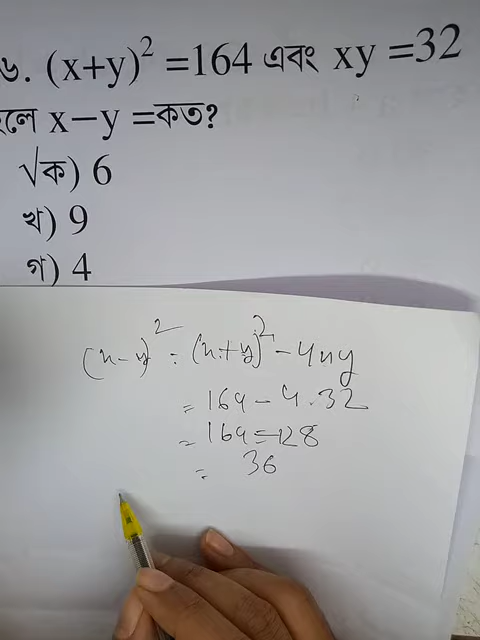 ৬. (x+y)² =164 এবং xy =32
হলে x−y =কত?
√ক) 6
খ) 9
গ) 4
(x-y)² = (x+y)² - 4xy
= 164 - 4.32
= 164 - 128
= 36